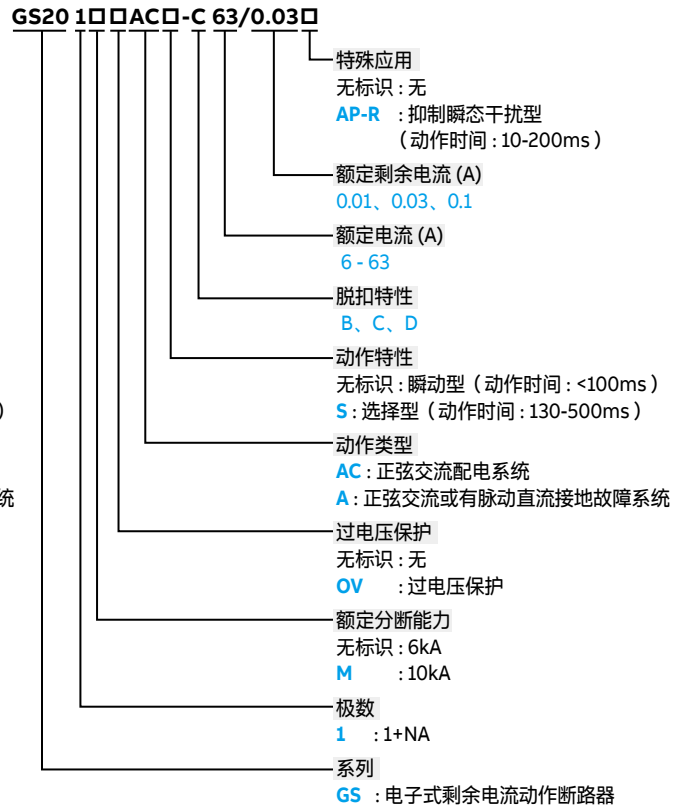 GS20 1□□AC□-C 63/0.03□
特殊应用
无标识 : 无
AP-R : 抑制瞬态干扰型
（动作时间 : 10-200ms）
额定剩余电流 (A)
0.01、0.03、0.1
额定电流 (A)
6 - 63
脱扣特性
B、C、D
动作特性
无标识 : 瞬动型（动作时间 : <100ms）
S : 选择型（动作时间 : 130-500ms）
）
动作类型
AC : 正弦交流配电系统
统
A : 正弦交流或有脉动直流接地故障系统
过电压保护
无标识 : 无
OV : 过电压保护
额定分断能力
无标识 : 6kA
M : 10kA
极数
1 : 1+NA
系列
GS : 电子式剩余电流动作断路器